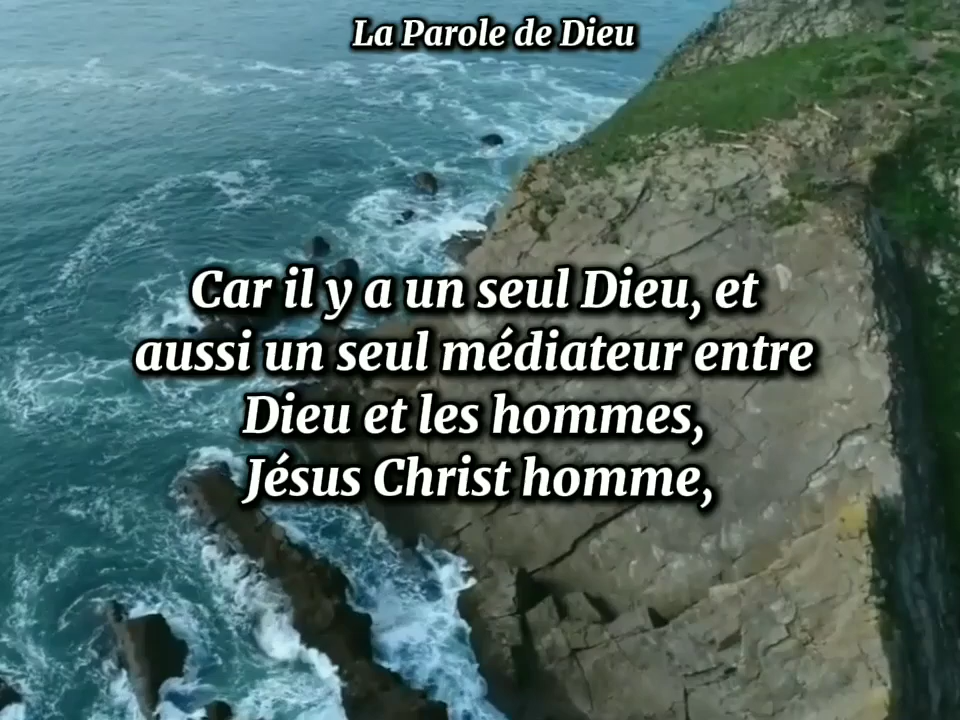 La Parole de Dieu
Car il y a un seul Dieu, et
aussi un seul médiateur entre
Dieu et les hommes,
Jésus Christ homme,